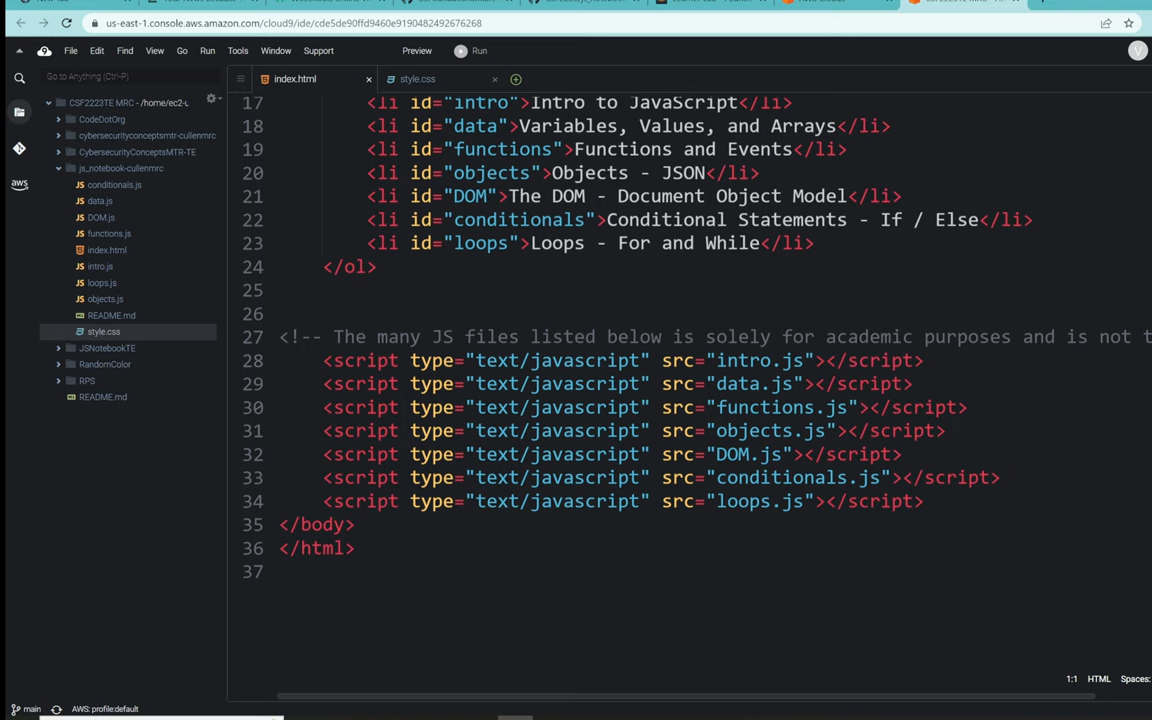 us-east-1.console.aws.amazon.com/cloud9/ide/cde5de90ffd9460e9190482492676268
File Edit Find View Go Run Tools Window Support Preview Run
V
Go to Anything (Ctrl-P)
index.html
style.css
CSF2223TE MRC - /home/ec2-u
CodeDotOrg
cybersecurityconceptsmtr-cullenmrc
CybersecurityConceptsMTR-TE
js_notebook-cullenmrc
conditionals.js
data.js
DOM.js
functions.js
index.html
intro.js
loops.js
objects.js
README.md
style.css
JSNotebookTE
RandomColor
RPS
README.md
aws
17 <li id="intro">Intro to JavaScript</li>
18 <li id="data">Variables, Values, and Arrays</li>
19 <li id="functions">Functions and Events</li>
20 <li id="objects">Objects - JSON</li>
21 <li id="DOM">The DOM - Document Object Model</li>
22 <li id="conditionals">Conditional Statements - If / Else</li>
23 <li id="loops">Loops - For and While</li>
24 </ol>
25
26
27 <!-- The many JS files listed below is solely for academic purposes and is not t
28 <script type="text/javascript" src="intro.js"></script>
29 <script type="text/javascript" src="data.js"></script>
30 <script type="text/javascript" src="functions.js"></script>
31 <script type="text/javascript" src="objects.js"></script>
32 <script type="text/javascript" src="DOM.js"></script>
33 <script type="text/javascript" src="conditionals.js"></script>
34 <script type="text/javascript" src="loops.js"></script>
35 </body>
36 </html>
37
1:1 HTML Spaces:
main AWS: profile:default